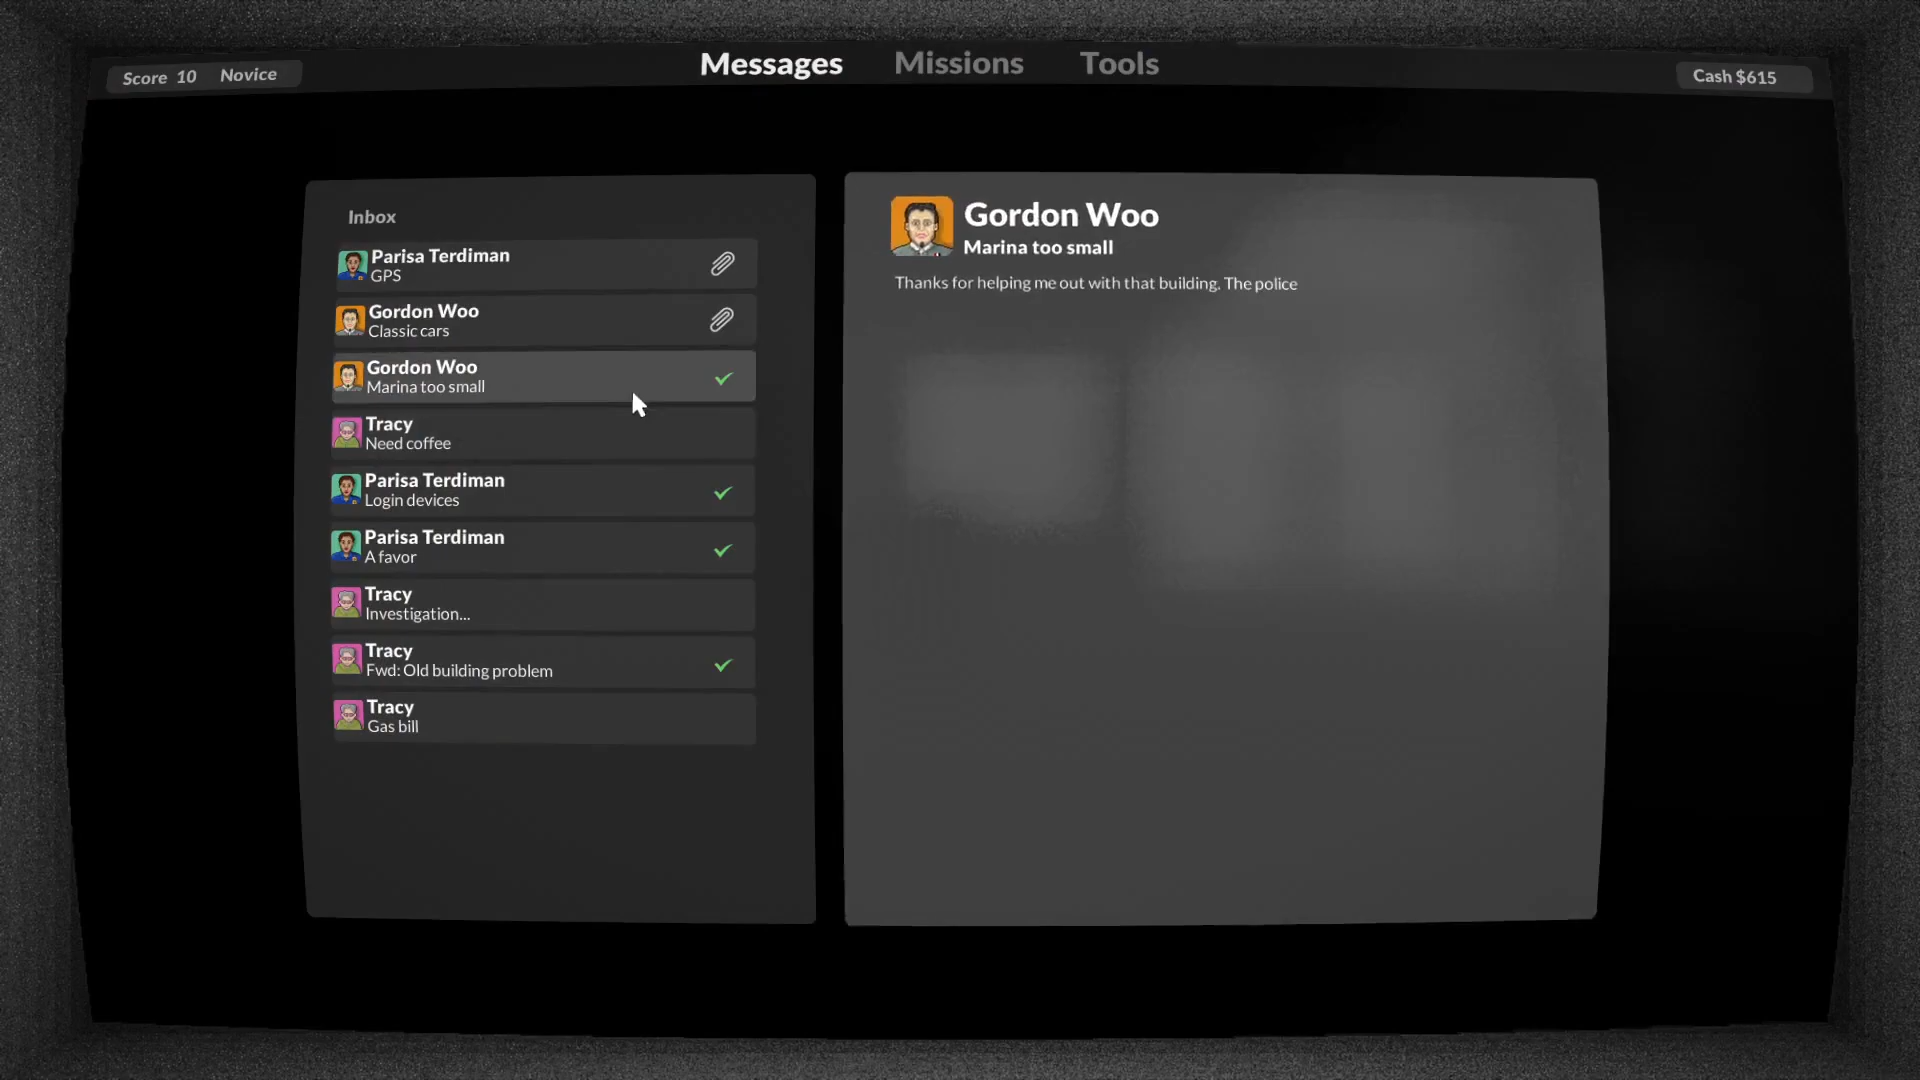 Score 10 Novice
Messages Missions Tools
Cash $615
Inbox
Parisa Terdiman
GPS
Gordon Woo
Classic cars
Gordon Woo
Marina too small
Tracy
Need coffee
Parisa Terdiman
Login devices
Parisa Terdiman
A favor
Tracy
Investigation...
Tracy
Fwd: Old building problem
Tracy
Gas bill
Gordon Woo
Marina too small
Thanks for helping me out with that building. The police